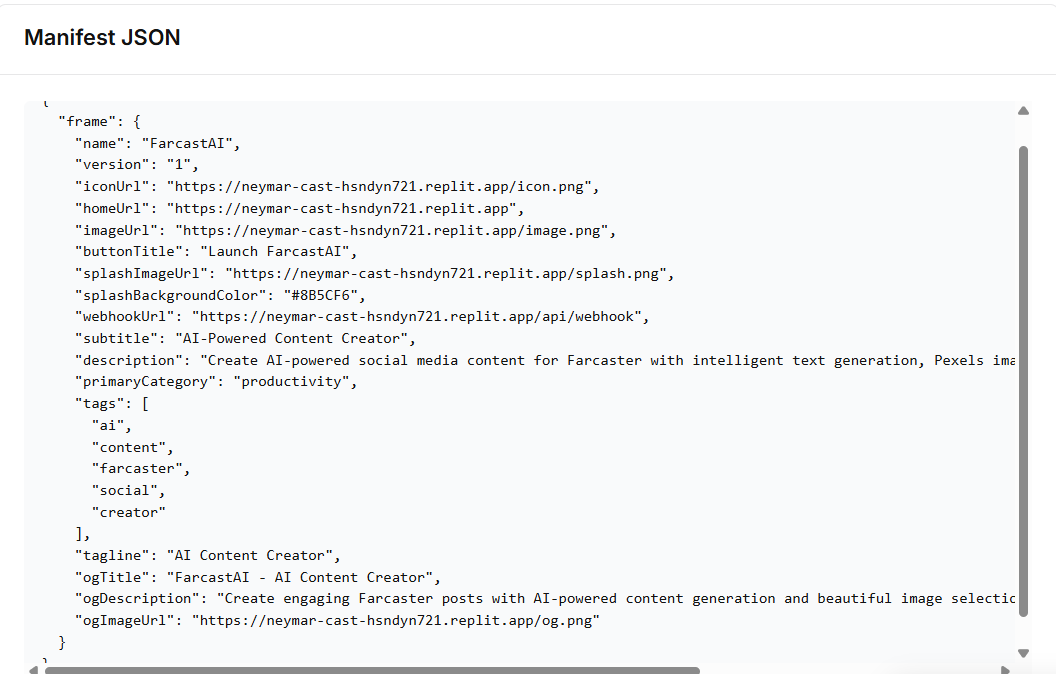 Manifest JSON
{
"frame": {
"name": "FarcastAI",
"version": "1",
"iconUrl": "https://neymar-cast-hsndyn721.replit.app/icon.png",
"homeUrl": "https://neymar-cast-hsndyn721.replit.app",
"imageUrl": "https://neymar-cast-hsndyn721.replit.app/image.png",
"buttonTitle": "Launch FarcastAI",
"splashImageUrl": "https://neymar-cast-hsndyn721.replit.app/splash.png",
"splashBackgroundColor": "#8B5CF6",
"webhookUrl": "https://neymar-cast-hsndyn721.replit.app/api/webhook",
"subtitle": "AI-Powered Content Creator",
"description": "Create AI-powered social media content for Farcaster with intelligent text generation, Pexels ima
"primaryCategory": "productivity",
"tags": [
"ai",
"content",
"farcaster",
"social",
"creator"
],
"tagline": "AI Content Creator",
"ogTitle": "FarcastAI - AI Content Creator",
"ogDescription": "Create engaging Farcaster posts with AI-powered content generation and beautiful image selectio
"ogImageUrl": "https://neymar-cast-hsndyn721.replit.app/og.png"
}
}